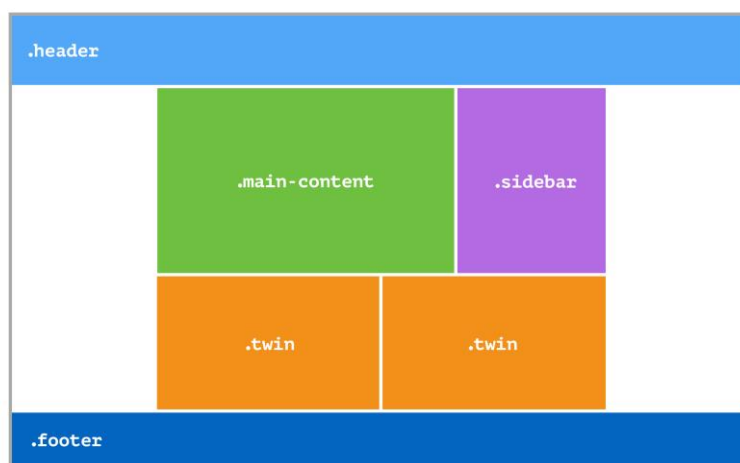 .header
.main-content
.sidebar
.twin
.twin
.footer